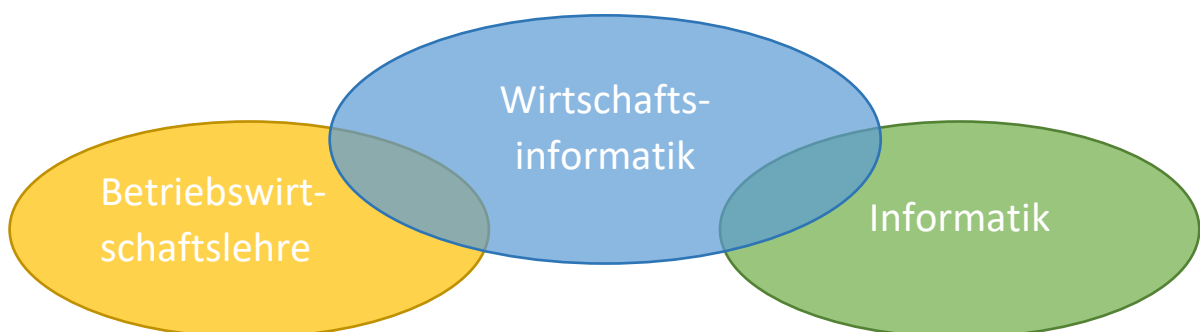 Wirtschafts-
informatik
Betriebswirt-
schaftslehre
Informatik